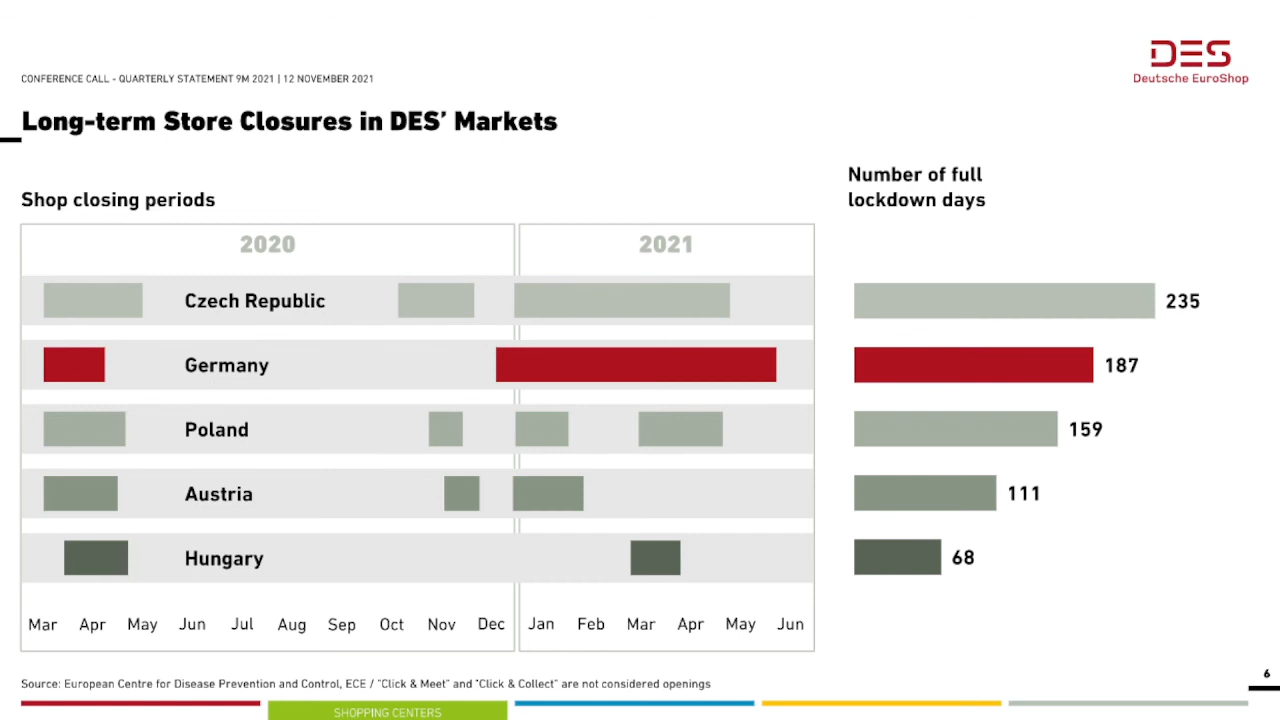 DES
Deutsche EuroShop
CONFERENCE CALL - QUARTERLY STATEMENT 9M 2021 | 12 NOVEMBER 2021
Long-term Store Closures in DES’ Markets
Number of full
lockdown days
Shop closing periods
2020 2021
Czech Republic 235
Germany 187
Poland 159
Austria 111
Hungary 68
Mar Apr May Jun Jul Aug Sep Oct Nov Dec Jan Feb Mar Apr May Jun
Source: European Centre for Disease Prevention and Control, ECE / "Click & Meet" and "Click & Collect" are not considered openings
6
SHOPPING CENTERS